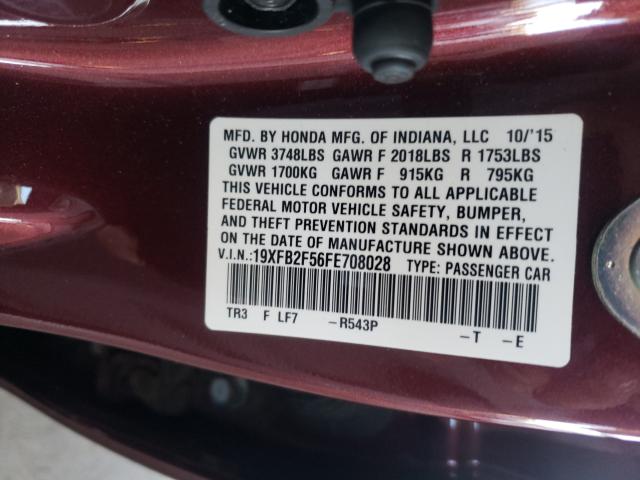 MFD. BY HONDA MFG. OF INDIANA, LLC 10/'15
GVWR 3748LBS GAWR F 2018LBS R 1753LBS
GVWR 1700KG GAWR F 915KG R 795KG
THIS VEHICLE CONFORMS TO ALL APPLICABLE
FEDERAL MOTOR VEHICLE SAFETY, BUMPER,
AND THEFT PREVENTION STANDARDS IN EFFECT
ON THE DATE OF MANUFACTURE SHOWN ABOVE.
V.I.N.:19XFB2F56FE708028 TYPE: PASSENGER CAR
TR3 F LF7 -R543P -T -E